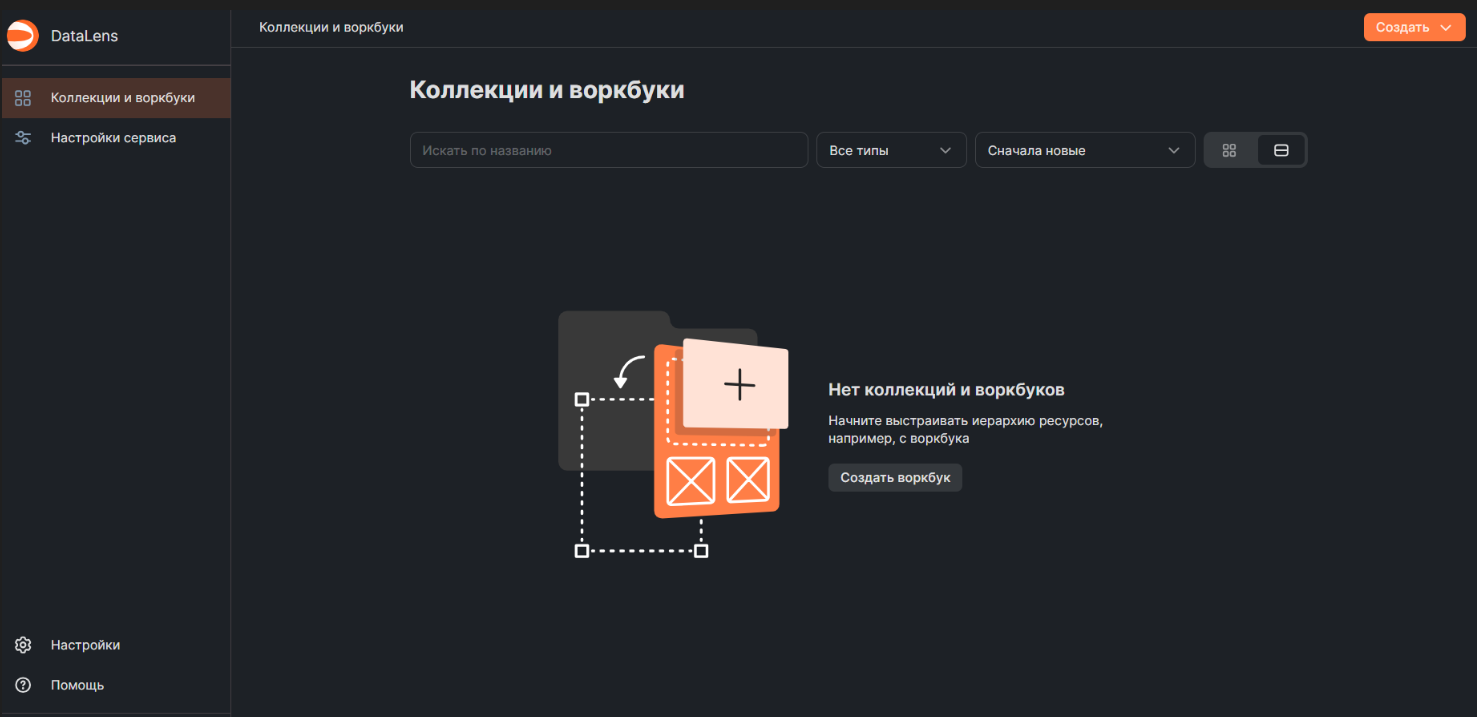 DataLens
Коллекции и воркбуки
Создать
Коллекции и воркбуки
Настройки сервиса
Коллекции и воркбуки
Искать по названию
Все типы
Сначала новые
Нет коллекций и воркбуков
Начните выстраивать иерархию ресурсов,
например, с воркбука
Создать воркбук
Настройки
Помощь